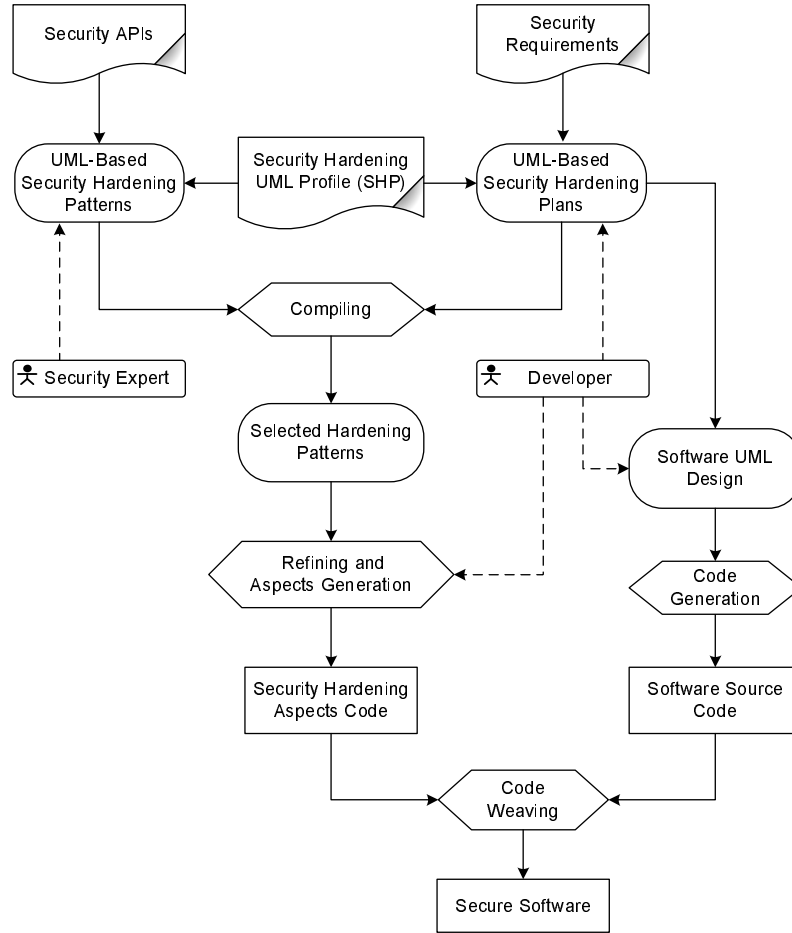 Security APIs
Security
Requirements
UML-Based
Security Hardening
Patterns
Security Hardening
UML Profile (SHP)
UML-Based
Security Hardening
Plans
Compiling
Security Expert
Developer
Selected Hardening
Patterns
Software UML
Design
Refining and
Aspects Generation
Code
Generation
Security Hardening
Aspects Code
Software Source
Code
Code
Weaving
Secure Software